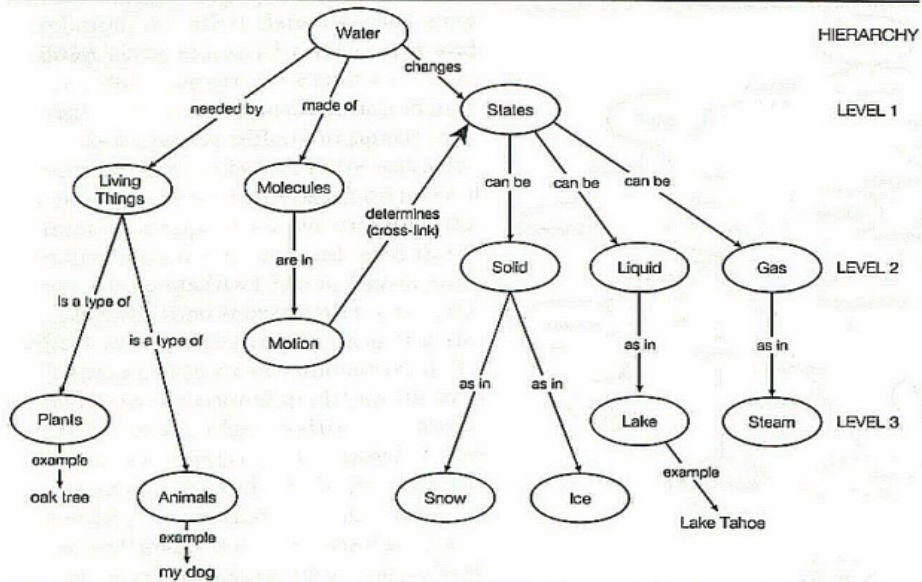 Water
HIERARCHY
changes
needed by
made of
States
LEVEL 1
Living
Things
Molecules
can be
can be
can be
determines
(cross-link)
are in
Solid
Liquid
Gas
LEVEL 2
Is a type of
is a type of
Motion
as in
as in
as in
as in
Plants
Lake
Steam
LEVEL 3
example
example
oak tree
Animals
Snow
Ice
Lake Tahoe
example
my dog